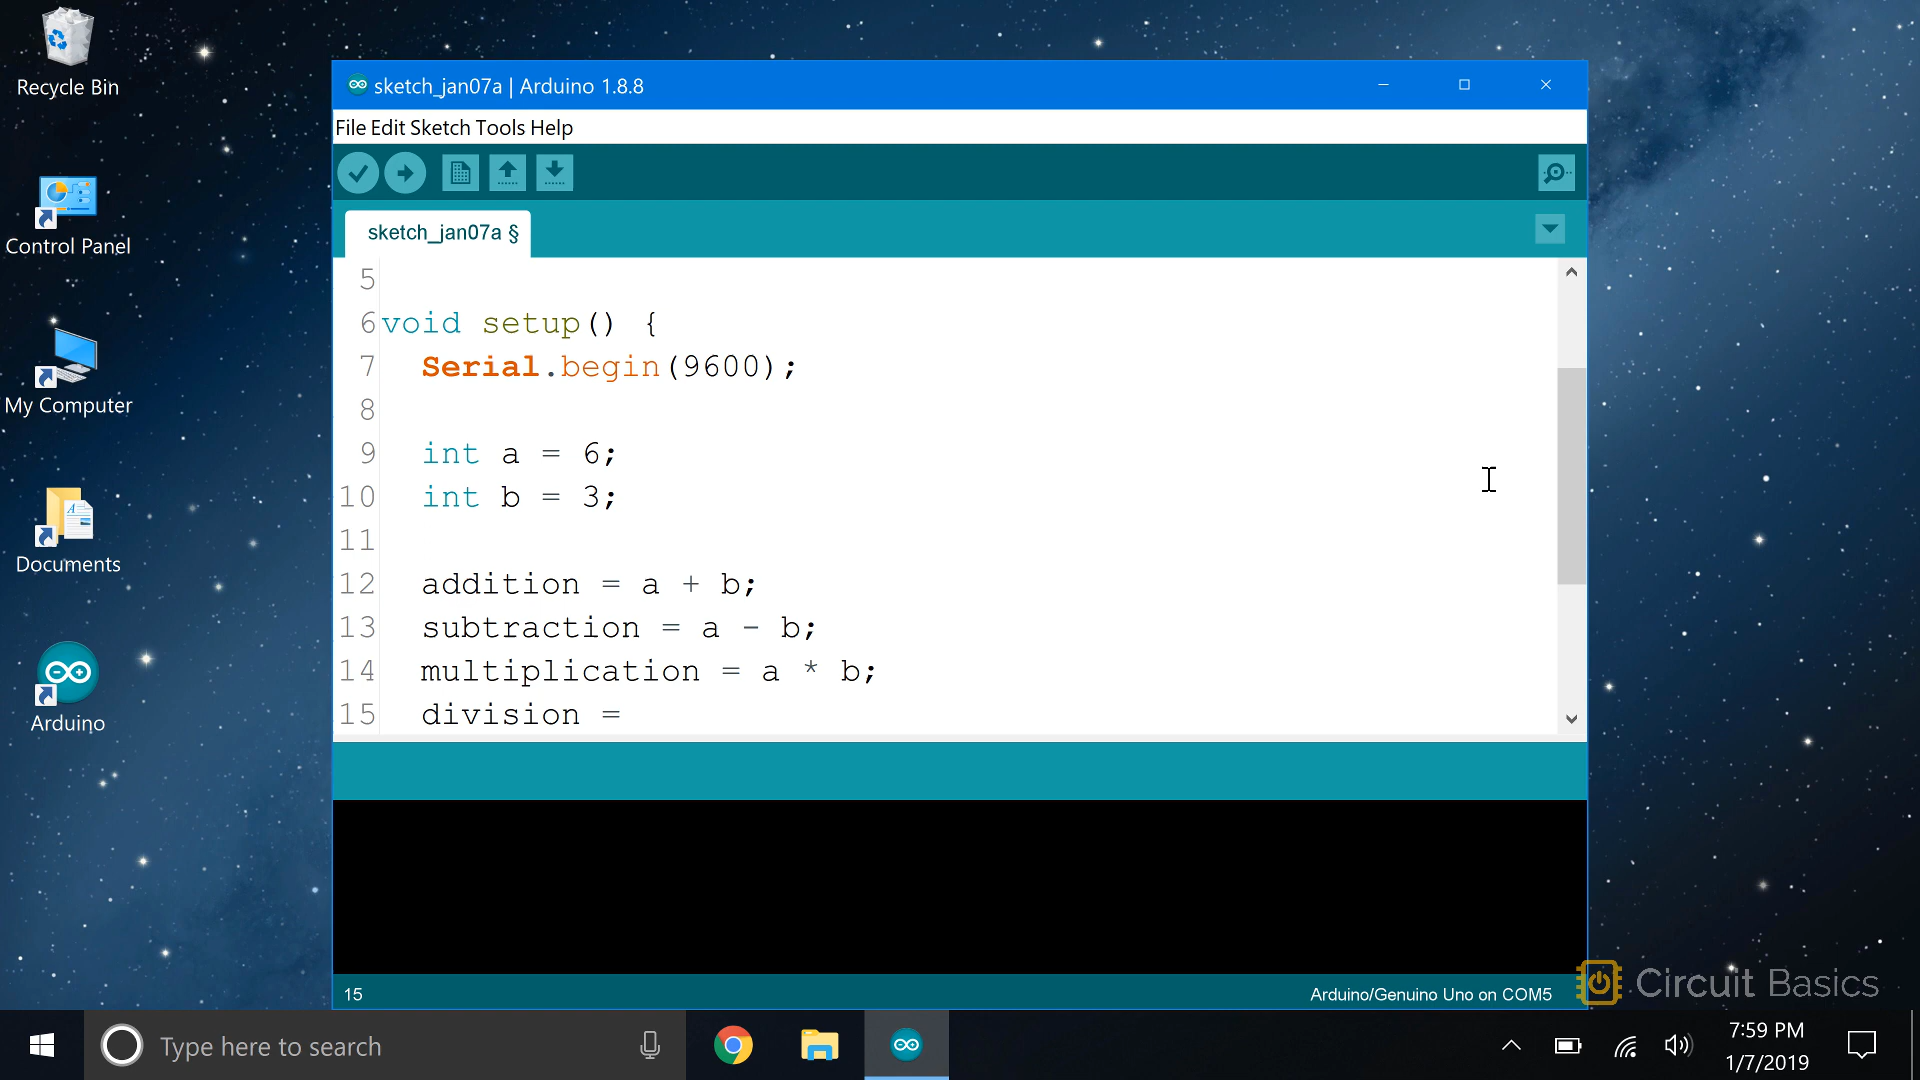 Recycle Bin
Control Panel
My Computer
Documents
Arduino
sketch_jan07a | Arduino 1.8.8
File Edit Sketch Tools Help
sketch_jan07a §
5
6 void setup() {
7 Serial.begin(9600);
8
9 int a = 6;
10 int b = 3;
11
12 addition = a + b;
13 subtraction = a - b;
14 multiplication = a * b;
15 division =
15
Arduino/Genuino Uno on COM5
Circuit Basics
Type here to search
7:59 PM
1/7/2019